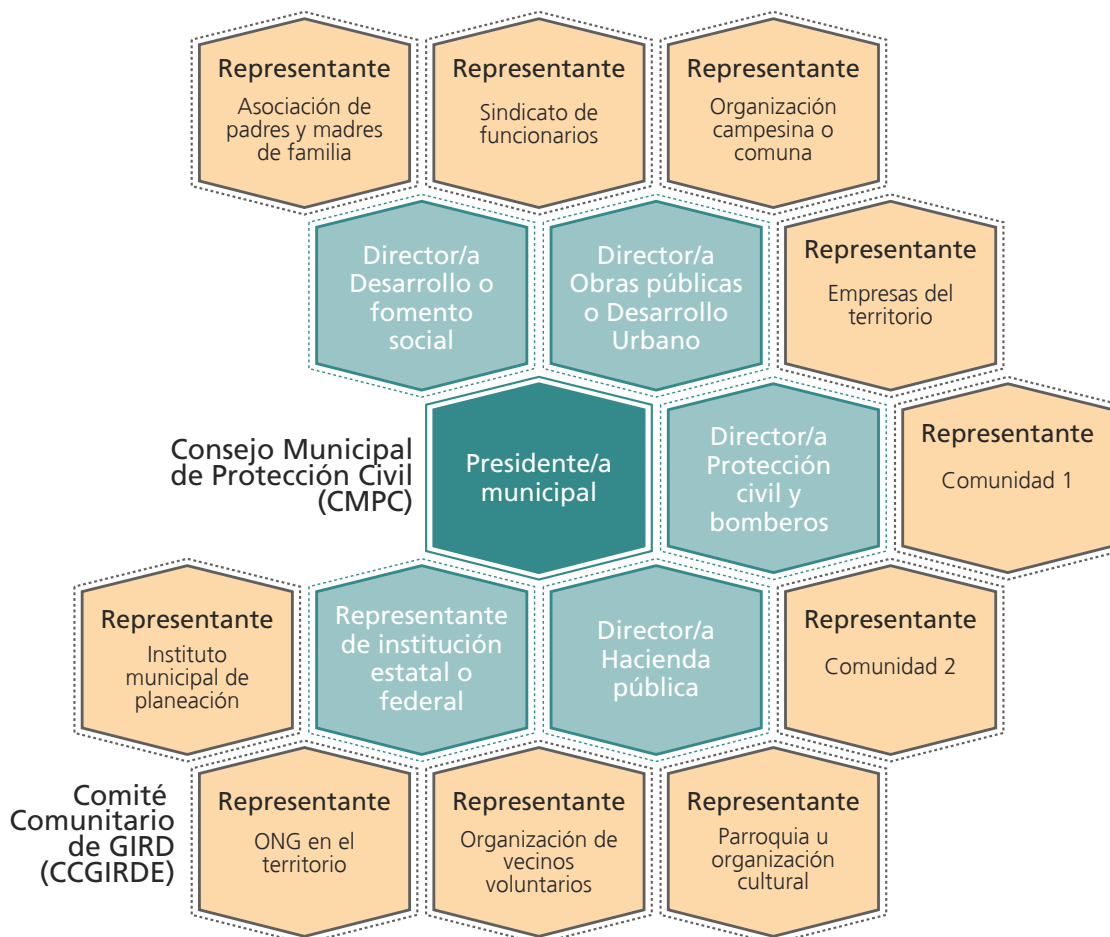 Representante
Asociación de
padres y madres
de familia
Representante
Sindicato de
funcionarios
Representante
Organización
campesina o
comuna
Director/a
Desarrollo o
fomento
social
Director/a
Obras públicas
o Desarrollo
Urbano
Representante
Empresas del
territorio
Consejo Municipal
de Protección Civil
(CMPC)
Presidente/a
municipal
Director/a
Protección
civil y
bomberos
Representante
Comunidad 1
Representante
Instituto
municipal de
planeación
Representante
de institución
estatal o
federal
Director/a
Hacienda
pública
Representante
Comunidad 2
Comité
Comunitario
de GIRD
(CCGIRDE)
Representante
ONG en el
territorio
Representante
Organización de
vecinos
voluntarios
Representante
Parroquia u
organización
cultural